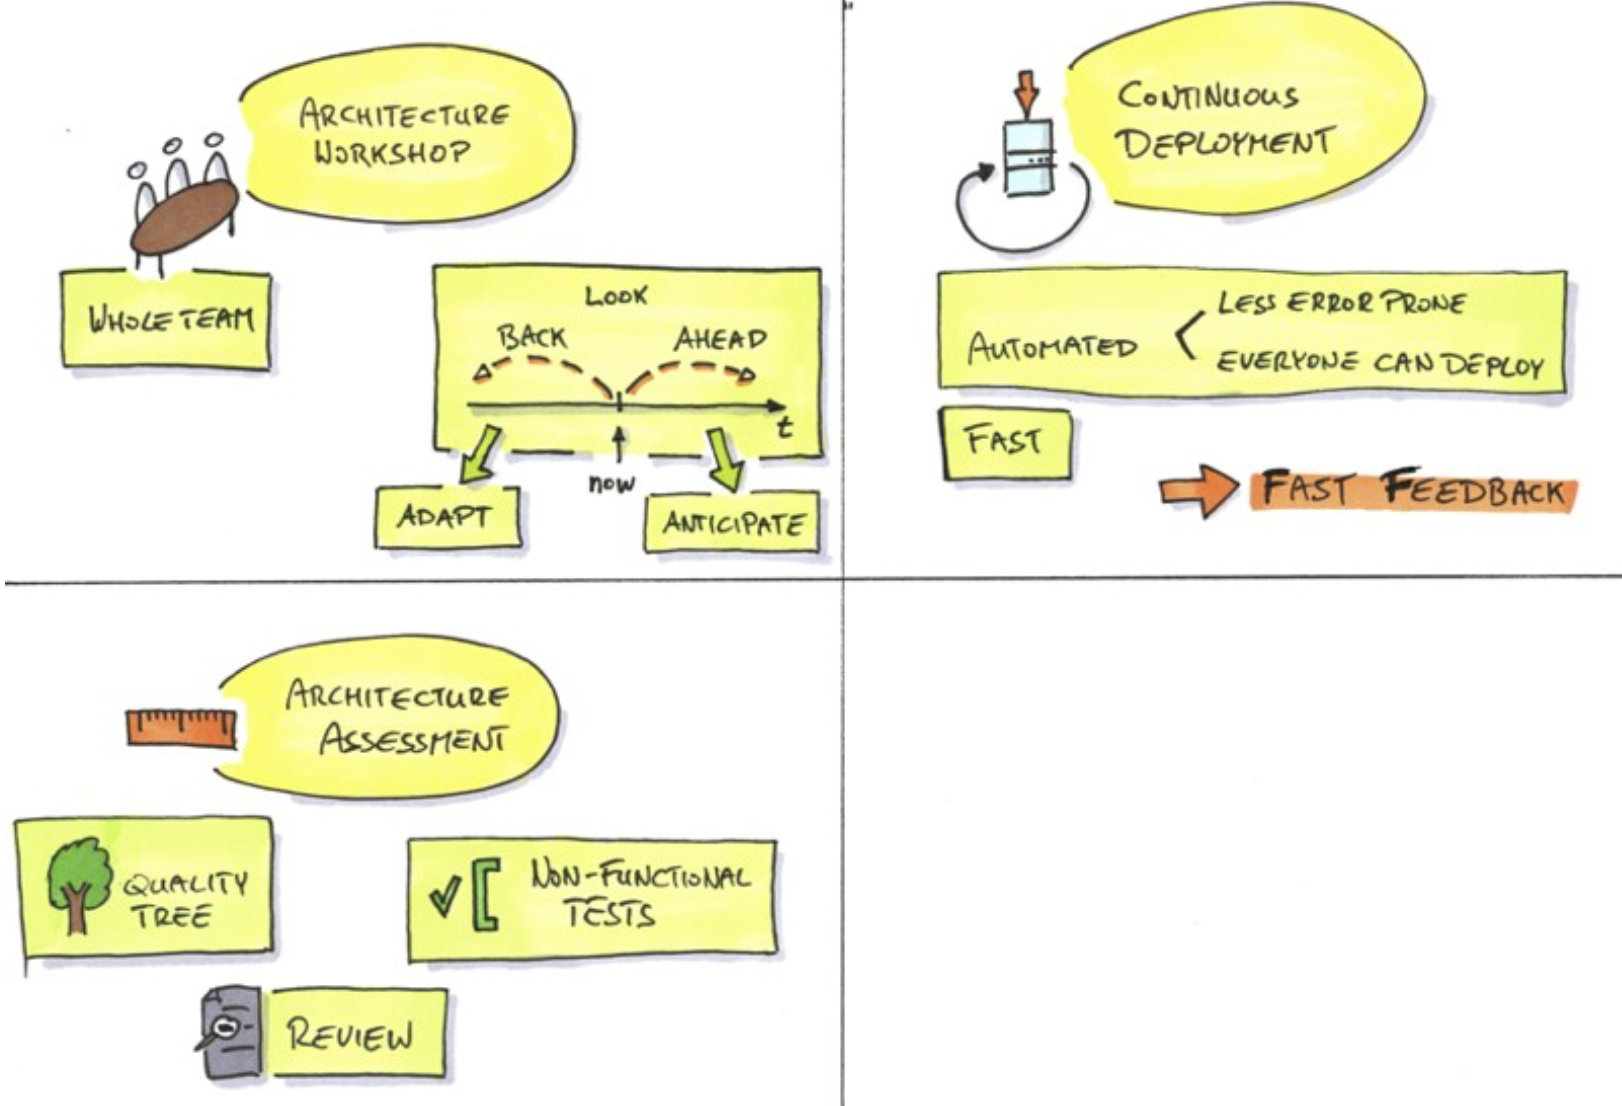 ARCHITECTURE
WORKSHOP
WHOLE TEAM
LOOK
BACK AHEAD
t
now
ADAPT
ANTICIPATE
CONTINUOUS
DEPLOYMENT
AUTOMATED
LESS ERROR PRONE
EVERYONE CAN DEPLOY
FAST
FAST FEEDBACK
ARCHITECTURE
ASSESSMENT
QUALITY
TREE
NON-FUNCTIONAL
TESTS
REVIEW